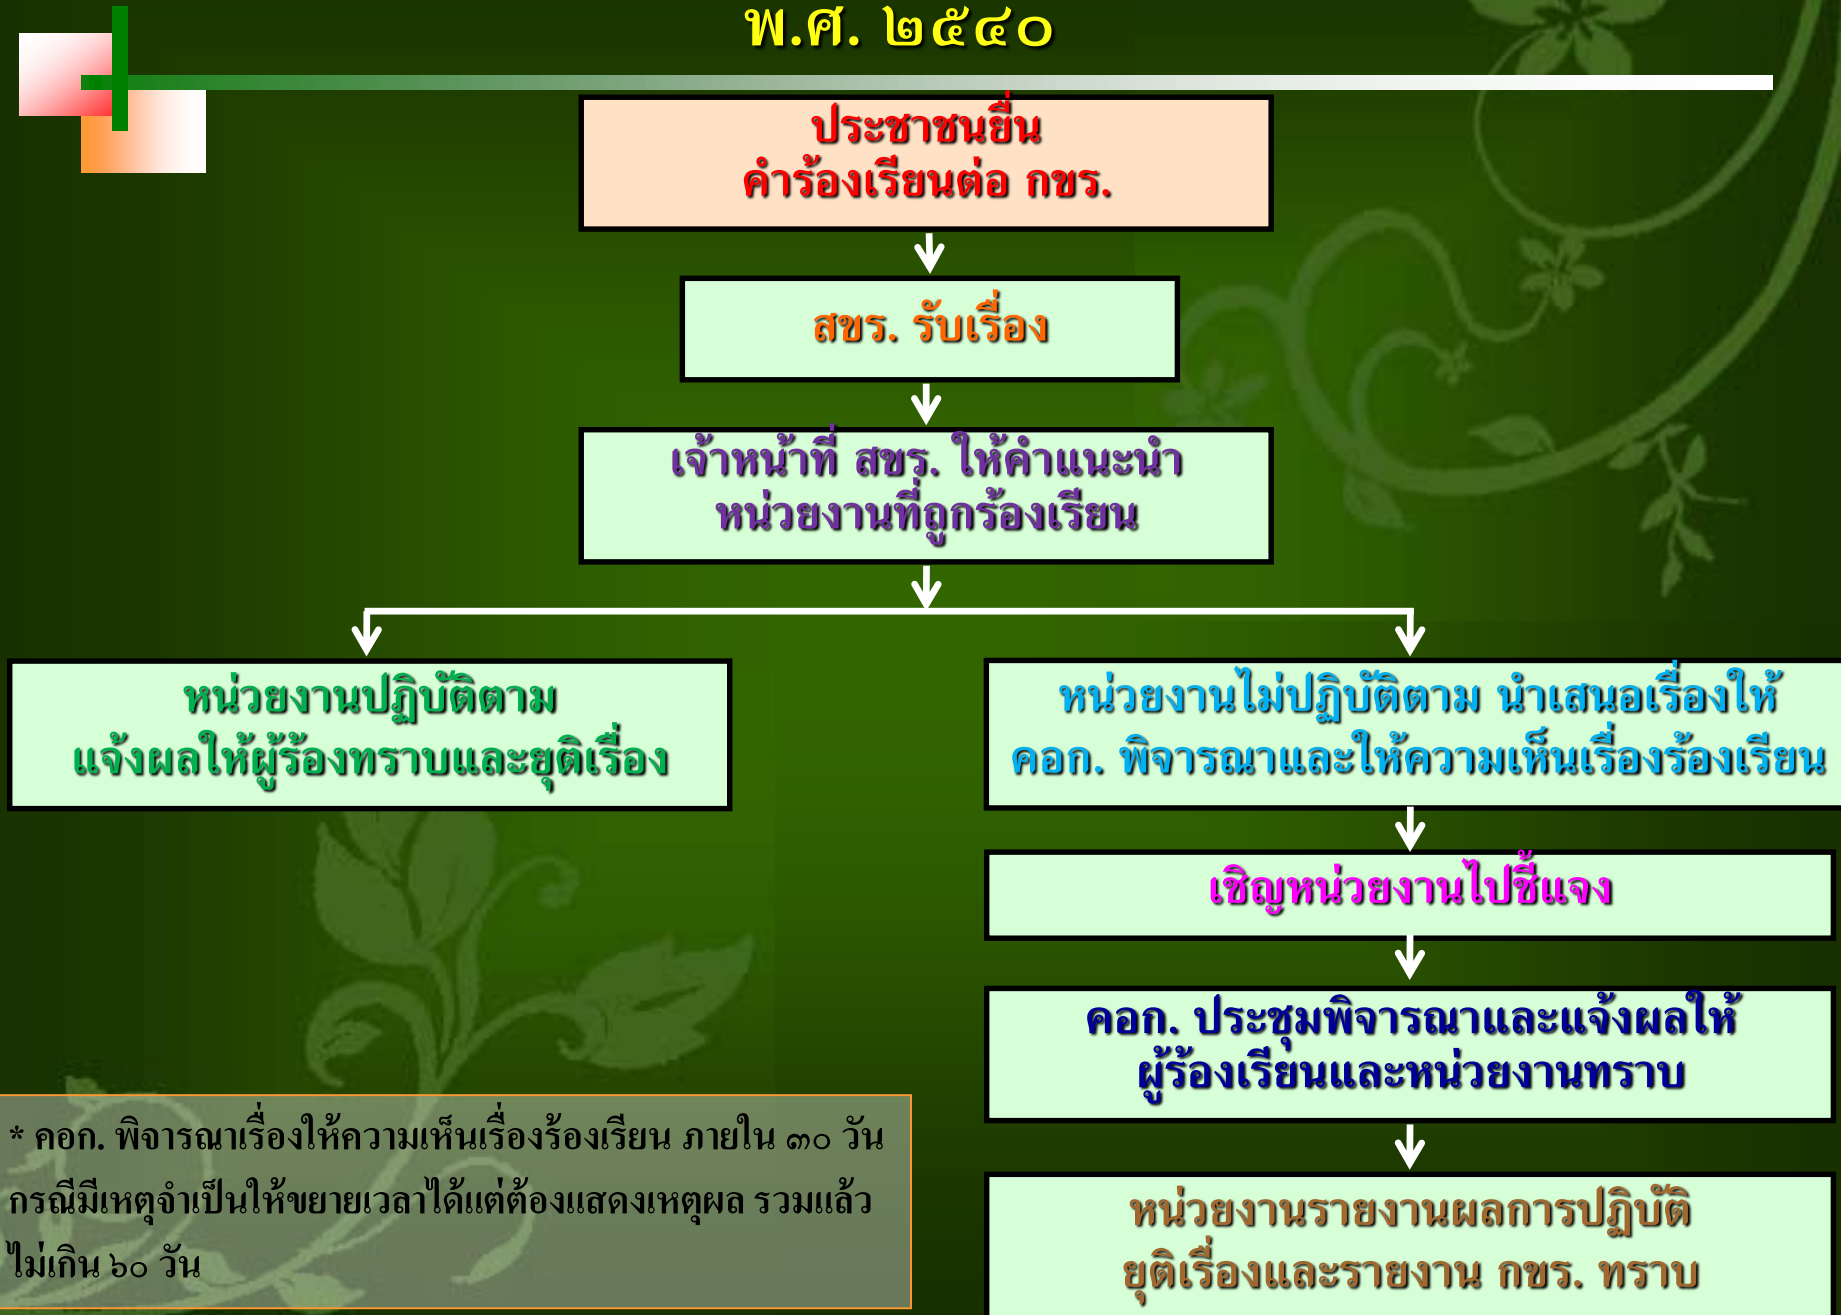 พ.ศ. ๒๕๔๐
ประชาชนยื่น
คำร้องเรียนต่อ กขร.
สขร. รับเรื่อง
เจ้าหน้าที่ สขร. ให้คำแนะนำ
หน่วยงานที่ถูกร้องเรียน
หน่วยงานปฏิบัติตาม
แจ้งผลให้ผู้ร้องทราบและยุติเรื่อง
หน่วยงานไม่ปฏิบัติตาม นำเสนอเรื่องให้
คอก. พิจารณาและให้ความเห็นเรื่องร้องเรียน
เชิญหน่วยงานไปชี้แจง
คอก. ประชุมพิจารณาและแจ้งผลให้
ผู้ร้องเรียนและหน่วยงานทราบ
หน่วยงานรายงานผลการปฏิบัติ
ยุติเรื่องและรายงาน กขร. ทราบ
* คอก. พิจารณาเรื่องให้ความเห็นเรื่องร้องเรียน ภายใน ๓๐ วัน
กรณีมีเหตุจำเป็นให้ขยายเวลาได้แต่ต้องแสดงเหตุผล รวมแล้ว
ไม่เกิน ๖๐ วัน